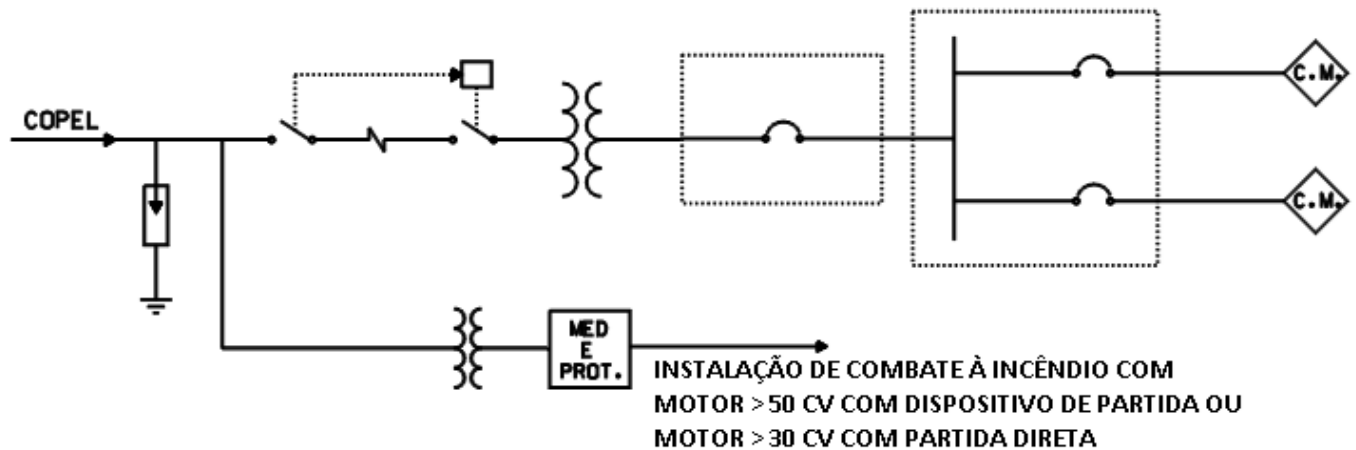 COPEL
C.M.
C.M.
MED
E
PROT.
INSTALAÇÃO DE COMBATE À INCÊNDIO COM
MOTOR > 50 CV COM DISPOSITIVO DE PARTIDA OU
MOTOR > 30 CV COM PARTIDA DIRETA